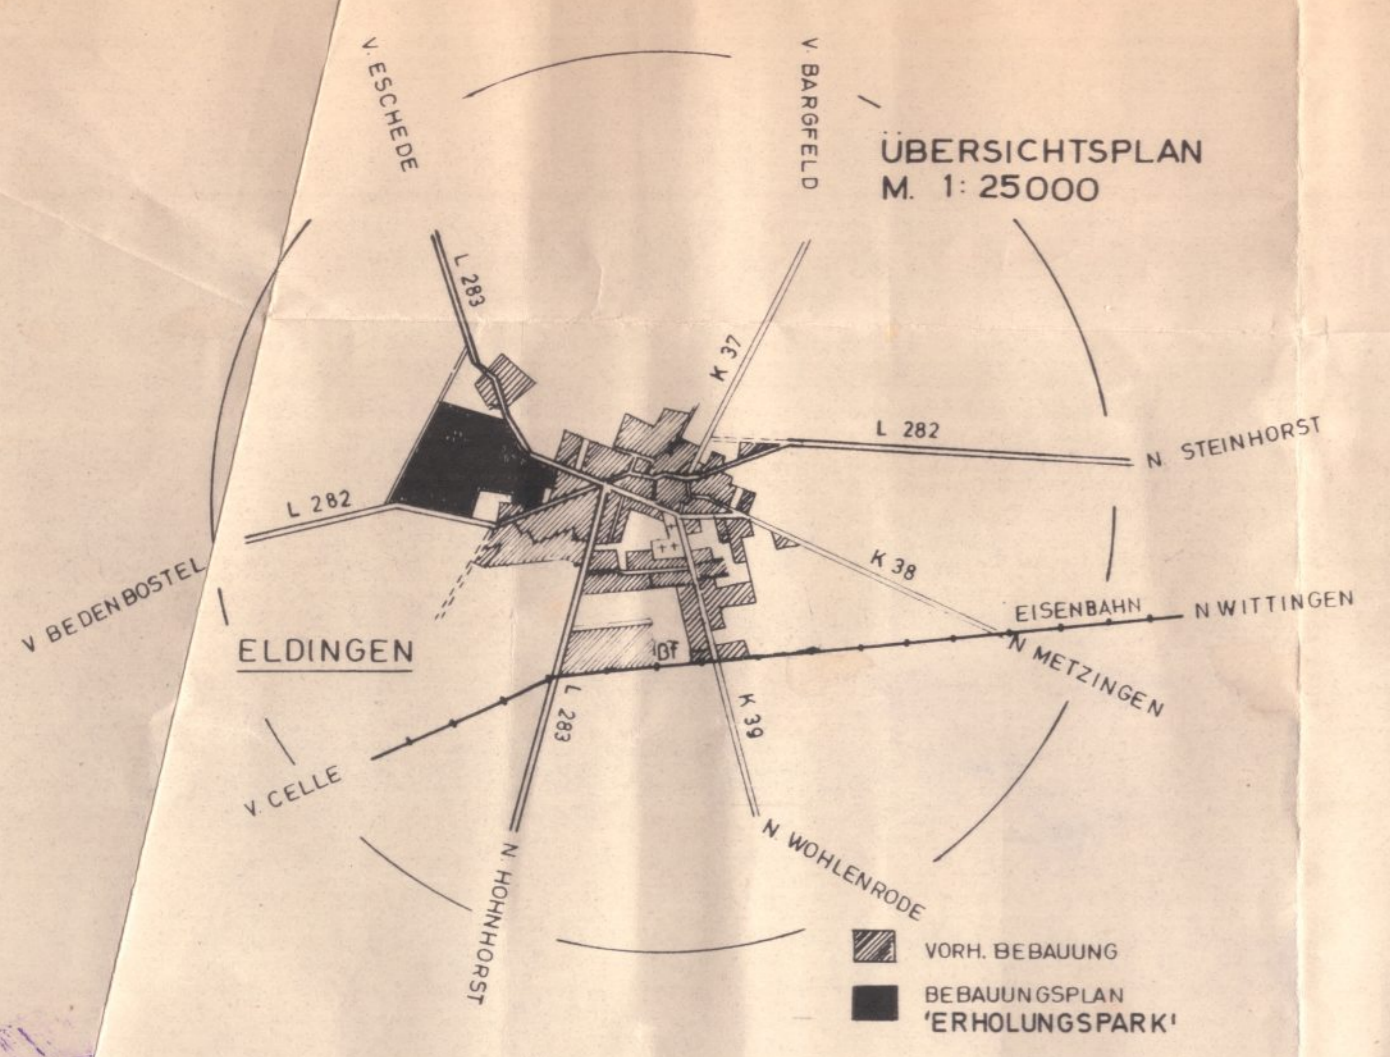 V. ESCHEDE
V. BARGFELD
ÜBERSICHTSPLAN
M. 1:25000
L 283
K 37
L 282
N. STEINHORST
L 282
V BEDENBOSTEL
K 38
EISENBAHN
N WITTINGEN
ELDINGEN
Bf
N METZINGEN
L 283
K 39
V. CELLE
N. HOHNHORST
N WOHLENRODE
VORH. BEBAUUNG
BEBAUUNGSPLAN
'ERHOLUNGSPARK'